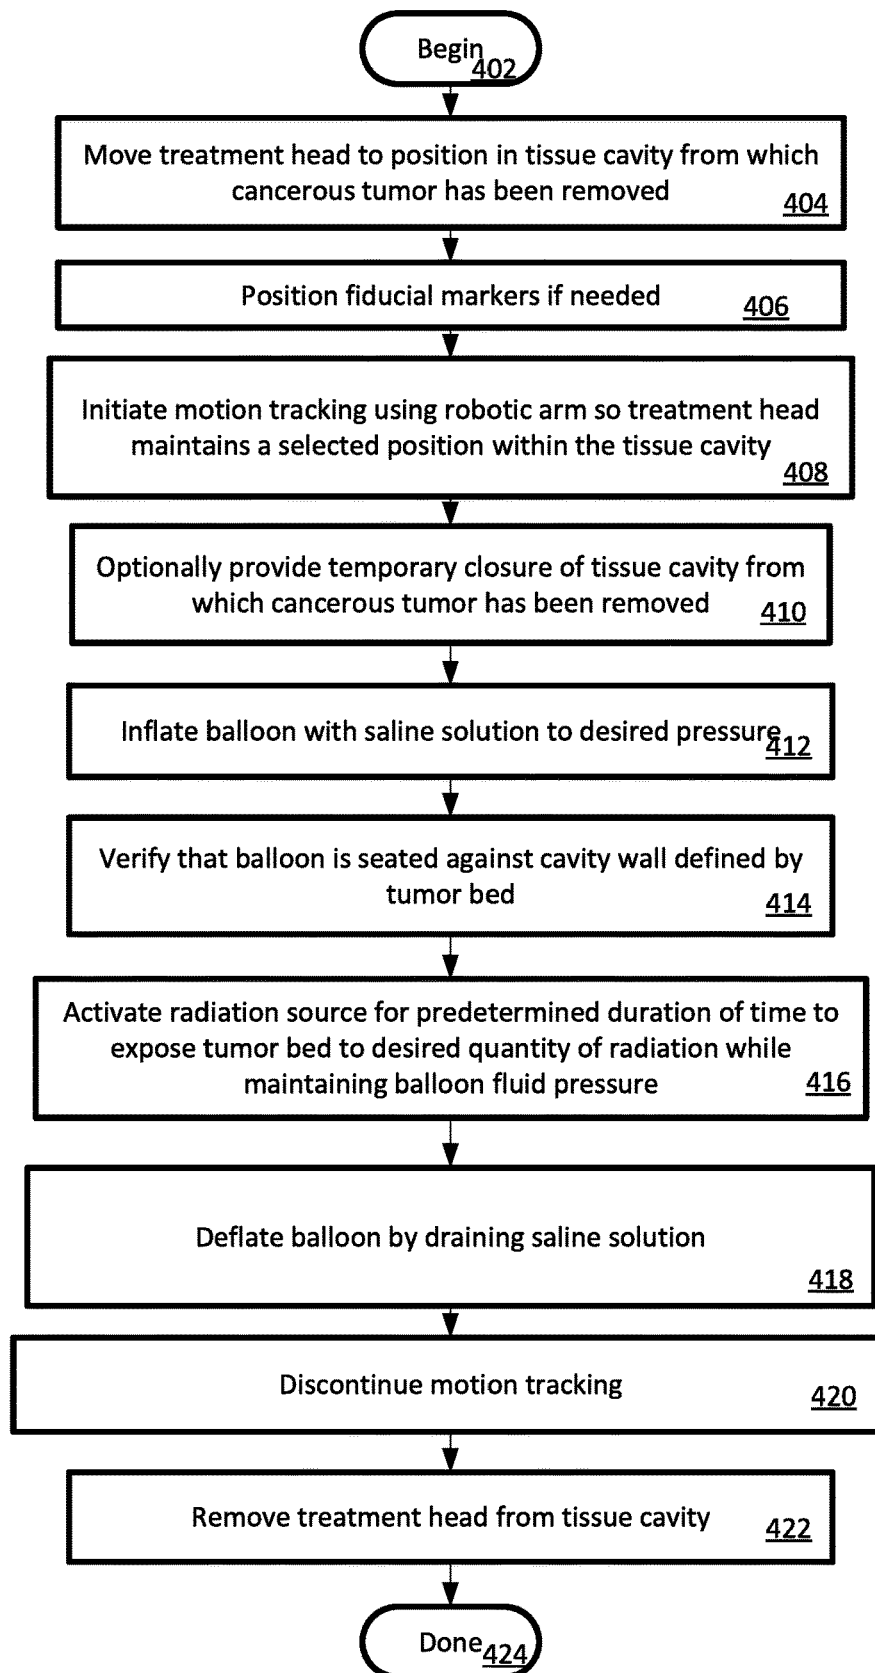 Begin
402
Move treatment head to position in tissue cavity from which
cancerous tumor has been removed
404
Position fiducial markers if needed
406
Initiate motion tracking using robotic arm so treatment head
maintains a selected position within the tissue cavity
408
Optionally provide temporary closure of tissue cavity from
which cancerous tumor has been removed
410
Inflate balloon with saline solution to desired pressure
412
Verify that balloon is seated against cavity wall defined by
tumor bed
414
Activate radiation source for predetermined duration of time to
expose tumor bed to desired quantity of radiation while
maintaining balloon fluid pressure
416
Deflate balloon by draining saline solution
418
Discontinue motion tracking
420
Remove treatment head from tissue cavity
422
Done
424